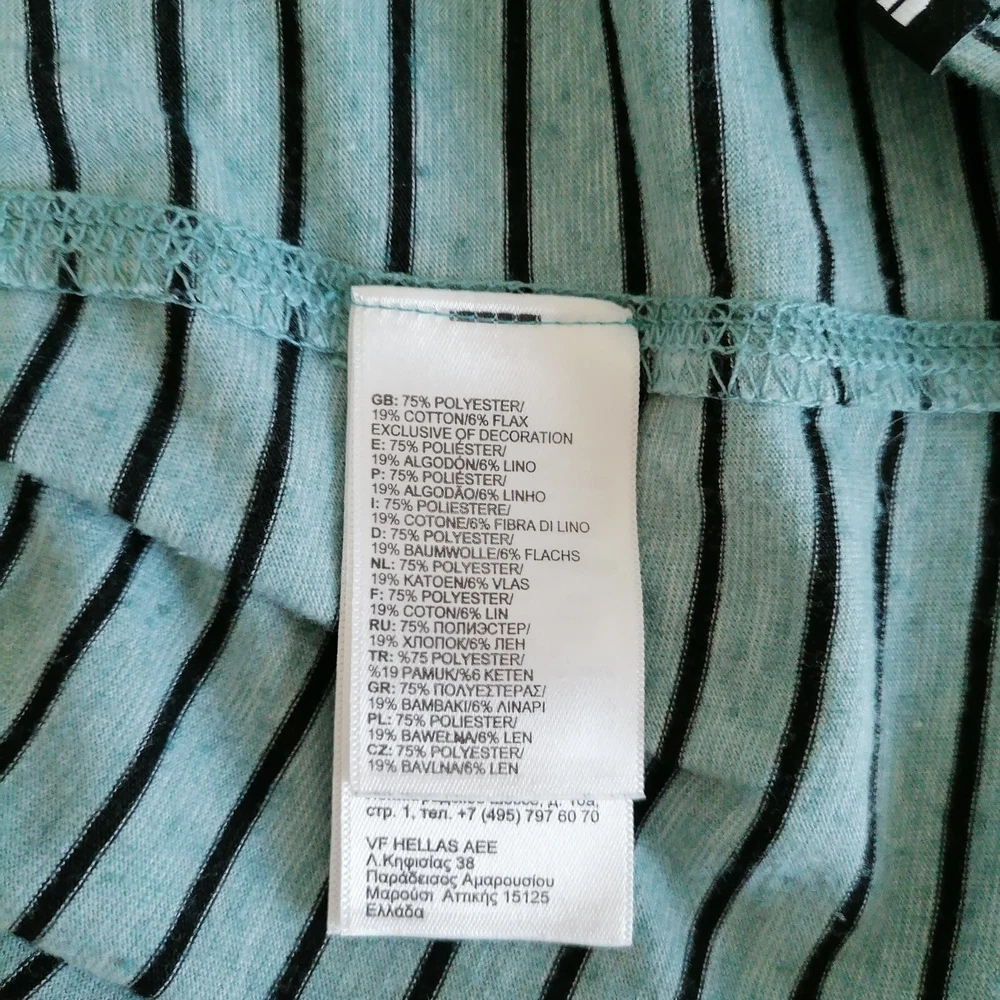 GB: 75% POLYESTER/
19% COTTON/6% FLAX
EXCLUSIVE OF DECORATION
E: 75% POLIÉSTER/
19% ALGODÓN/6% LINO
P: 75% POLIÉSTER/
19% ALGODÃO/6% LINHO
I: 75% POLIESTERE/
19% COTONE/6% FIBRA DI LINO
D: 75% POLYESTER/
19% BAUMWOLLE/6% FLACHS
NL: 75% POLYESTER/
19% KATOEN/6% VLAS
F: 75% POLYESTER/
19% COTON/6% LIN
RU: 75% ПОЛИЭСТЕР/
19% ХЛОПОК/6% ЛЕН
TR: %75 POLYESTER/
%19 PAMUK/%6 KETEN
GR: 75% ΠΟΛΥΕΣΤΕΡΑΣ/
19% ΒΑΜΒΑΚΙ/6% ΛΙΝΑΡΙ
PL: 75% POLIESTER/
19% BAWEŁNA/6% LEN
CZ: 75% POLYESTER/
19% BAVLNA/6% LEN
д. 10а,
стр. 1, тел. +7 (495) 797 60 70
VF HELLAS AEE
Λ.Κηφισίας 38
Παράδεισος Αμαρουσίου
Μαρούσι Αττικής 15125
Ελλάδα